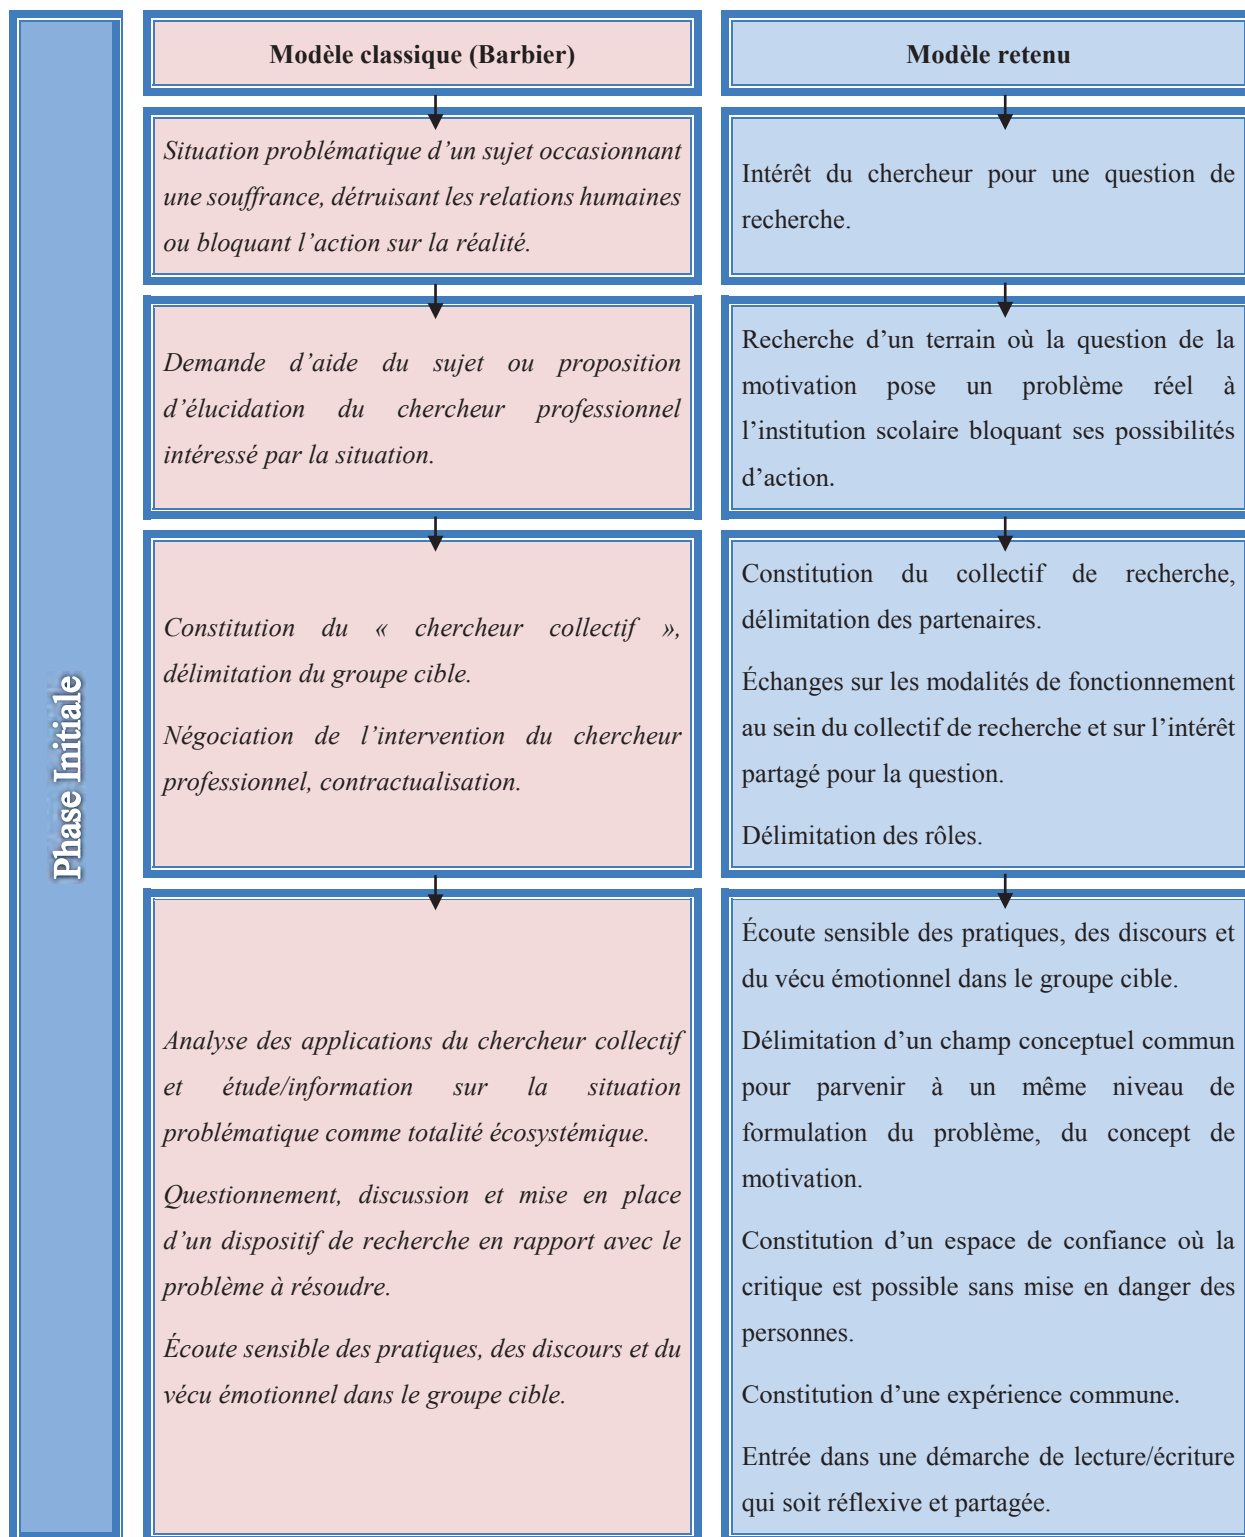 Phase Initiale
Modèle classique (Barbier)
Situation problématique d’un sujet occasionnant
une souffrance, détruisant les relations humaines
ou bloquant l’action sur la réalité.
Demande d’aide du sujet ou proposition
d’élucidation du chercheur professionnel
intéressé par la situation.
Constitution du « chercheur collectif »,
délimitation du groupe cible.
Négociation de l’intervention du chercheur
professionnel, contractualisation.
Analyse des applications du chercheur collectif
et étude/information sur la situation
problématique comme totalité écosystémique.
Questionnement, discussion et mise en place
d’un dispositif de recherche en rapport avec le
problème à résoudre.
Écoute sensible des pratiques, des discours et du
vécu émotionnel dans le groupe cible.
Modèle retenu
Intérêt du chercheur pour une question de
recherche.
Recherche d’un terrain où la question de la
motivation pose un problème réel à
l’institution scolaire bloquant ses possibilités
d’action.
Constitution du collectif de recherche,
délimitation des partenaires.
Échanges sur les modalités de fonctionnement
au sein du collectif de recherche et sur l’intérêt
partagé pour la question.
Délimitation des rôles.
Écoute sensible des pratiques, des discours et
du vécu émotionnel dans le groupe cible.
Délimitation d’un champ conceptuel commun
pour parvenir à un même niveau de
formulation du problème, du concept de
motivation.
Constitution d’un espace de confiance où la
critique est possible sans mise en danger des
personnes.
Constitution d’une expérience commune.
Entrée dans une démarche de lecture/écriture
qui soit réflexive et partagée.